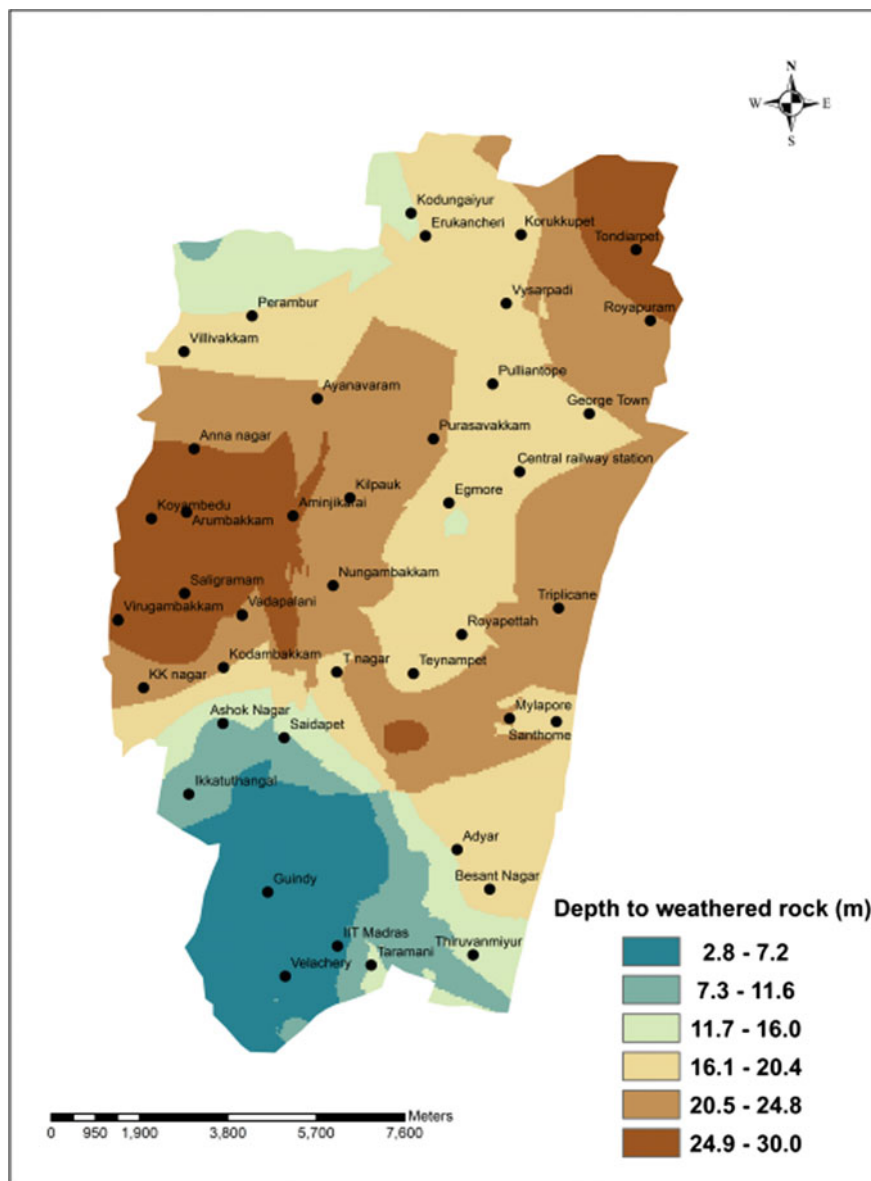 N
W E
S
Kodungaiyur
Erukancheri
Korukkupet
Tondiarpet
Vysarpadi
Royapuram
Perambur
Villivakkam
Pulliantope
Ayanavaram
George Town
Purasavakkam
Anna nagar
Central railway station
Kilpauk
Egmore
Koyambedu
Aminjikarai
Arumbakkam
Nungambakkam
Saligramam
Triplicane
Virugambakkam
Vadapalani
Royapettah
Kodambakkam
T nagar
Teynampet
KK nagar
Mylapore
Ashok Nagar
Saidapet
Santhome
Ikkatuthangal
Adyar
Guindy
Besant Nagar
Depth to weathered rock (m)
IIT Madras
Thiruvanmiyur
Taramani
Velachery
2.8 - 7.2
7.3 - 11.6
11.7 - 16.0
16.1 - 20.4
20.5 - 24.8
24.9 - 30.0
Meters
0 950 1,900 3,800 5,700 7,600